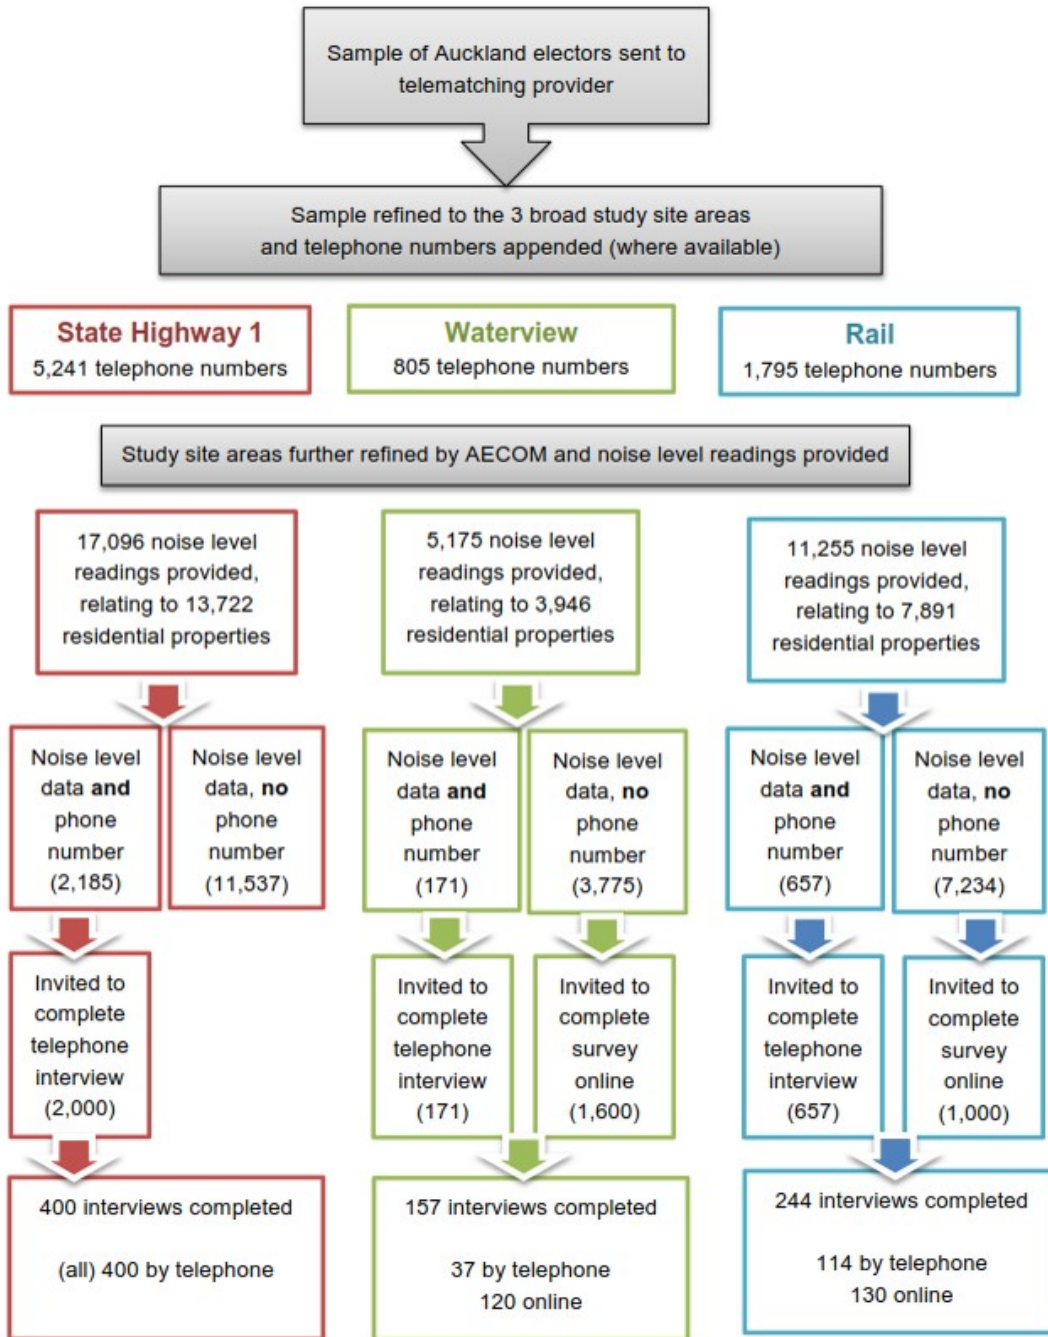 Sample of Auckland electors sent to
telematching provider
Sample refined to the 3 broad study site areas
and telephone numbers appended (where available)
State Highway 1
5,241 telephone numbers
Waterview
805 telephone numbers
Rail
1,795 telephone numbers
Study site areas further refined by AECOM and noise level readings provided
17,096 noise level
readings provided,
relating to 13,722
residential properties
5,175 noise level
readings provided,
relating to 3,946
residential properties
11,255 noise level
readings provided,
relating to 7,891
residential properties
Noise level
data and
phone
number
(2,185)
Noise level
data, no
phone
number
(11,537)
Noise level
data and
phone
number
(171)
Noise level
data, no
phone
number
(3,775)
Noise level
data and
phone
number
(657)
Noise level
data, no
phone
number
(7,234)
Invited to
complete
telephone
interview
(2,000)
Invited to
complete
telephone
interview
(171)
Invited to
complete
survey
online
(1,600)
Invited to
complete
telephone
interview
(657)
Invited to
complete
survey
online
(1,000)
400 interviews completed
(all) 400 by telephone
157 interviews completed
37 by telephone
120 online
244 interviews completed
114 by telephone
130 online